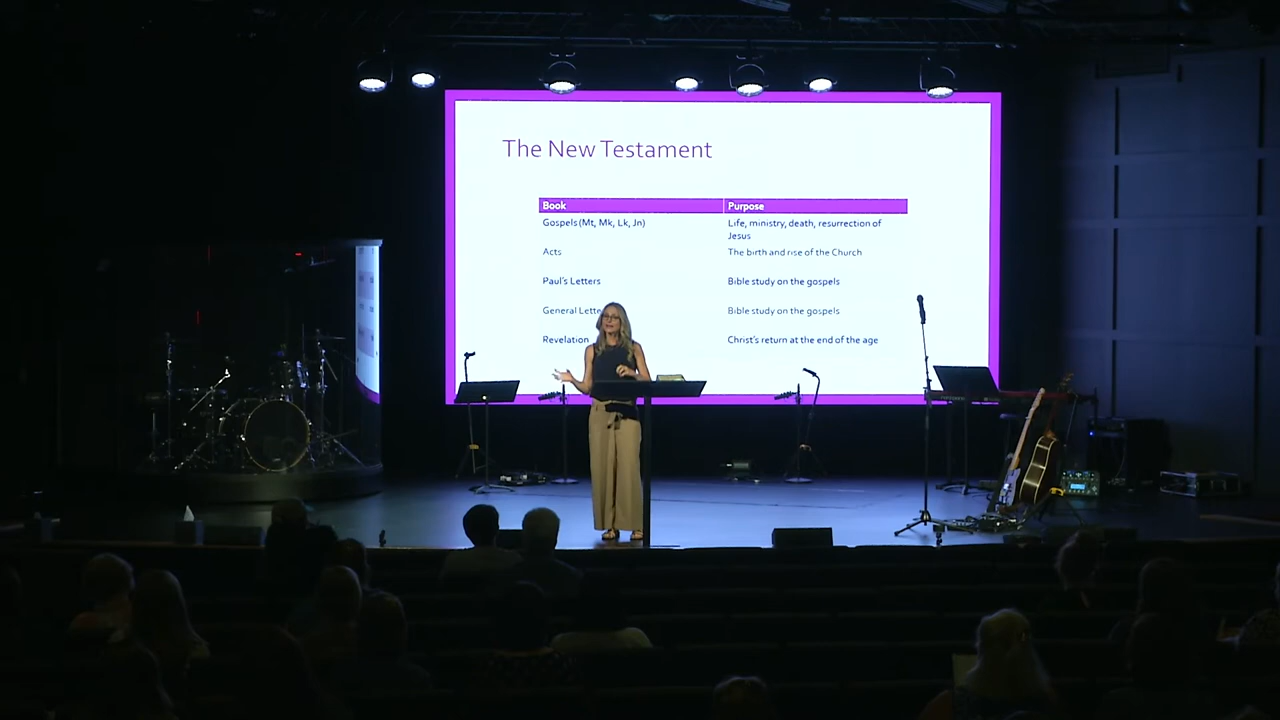 The New Testament
Book Purpose
Gospels (Mt, Mk, Lk, Jn) Life, ministry, death, resurrection of
Jesus
Acts The birth and rise of the Church
Paul's Letters Bible study on the gospels
General Bible study on the gospels
Revelation Christ's return at the end of the age